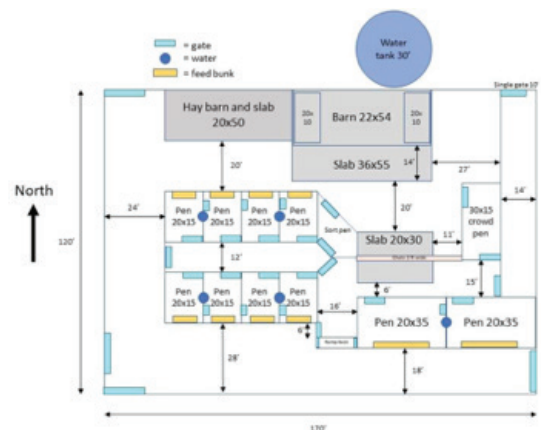 Water
tank 30'
= gate
= water
= feed bunk
Single gate 10'
Hay barn and slab
20x50
20x
10
Barn 22x54
20x
10
Slab 36x55
14'
27'
20'
14'
North
24'
120'
20'
Pen
20x15
Pen
20x15
Pen
20x15
Pen
20x15
Sort pen
Slab 20x30
11'
30x15
crowd
pen
12'
15'
Pen
20x15
Pen
20x15
Pen
20x15
Pen
20x15
6'
16'
Pen 20x35
Pen 20x35
6'
28'
18'
170'